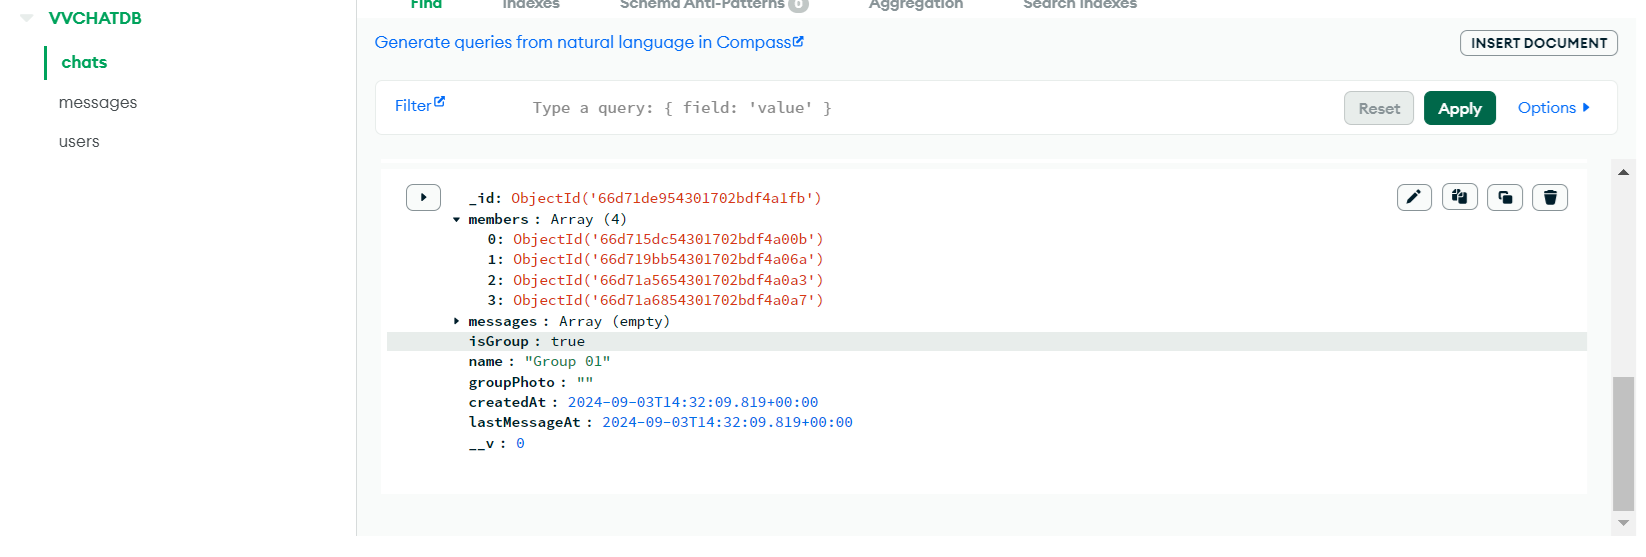 VVCHATDB
chats
messages
users
Find Indexes Schema Anti-Patterns 0 Aggregation Search Indexes
Generate queries from natural language in Compass
INSERT DOCUMENT
Filter
Type a query: { field: 'value' }
Reset
Apply
Options
_id: ObjectId('66d71de954301702bdf4a1fb')
members : Array (4)
0: ObjectId('66d715dc54301702bdf4a00b')
1: ObjectId('66d719bb54301702bdf4a06a')
2: ObjectId('66d71a5654301702bdf4a0a3')
3: ObjectId('66d71a6854301702bdf4a0a7')
messages : Array (empty)
isGroup : true
name : "Group 01"
groupPhoto : ""
createdAt : 2024-09-03T14:32:09.819+00:00
lastMessageAt : 2024-09-03T14:32:09.819+00:00
__v : 0